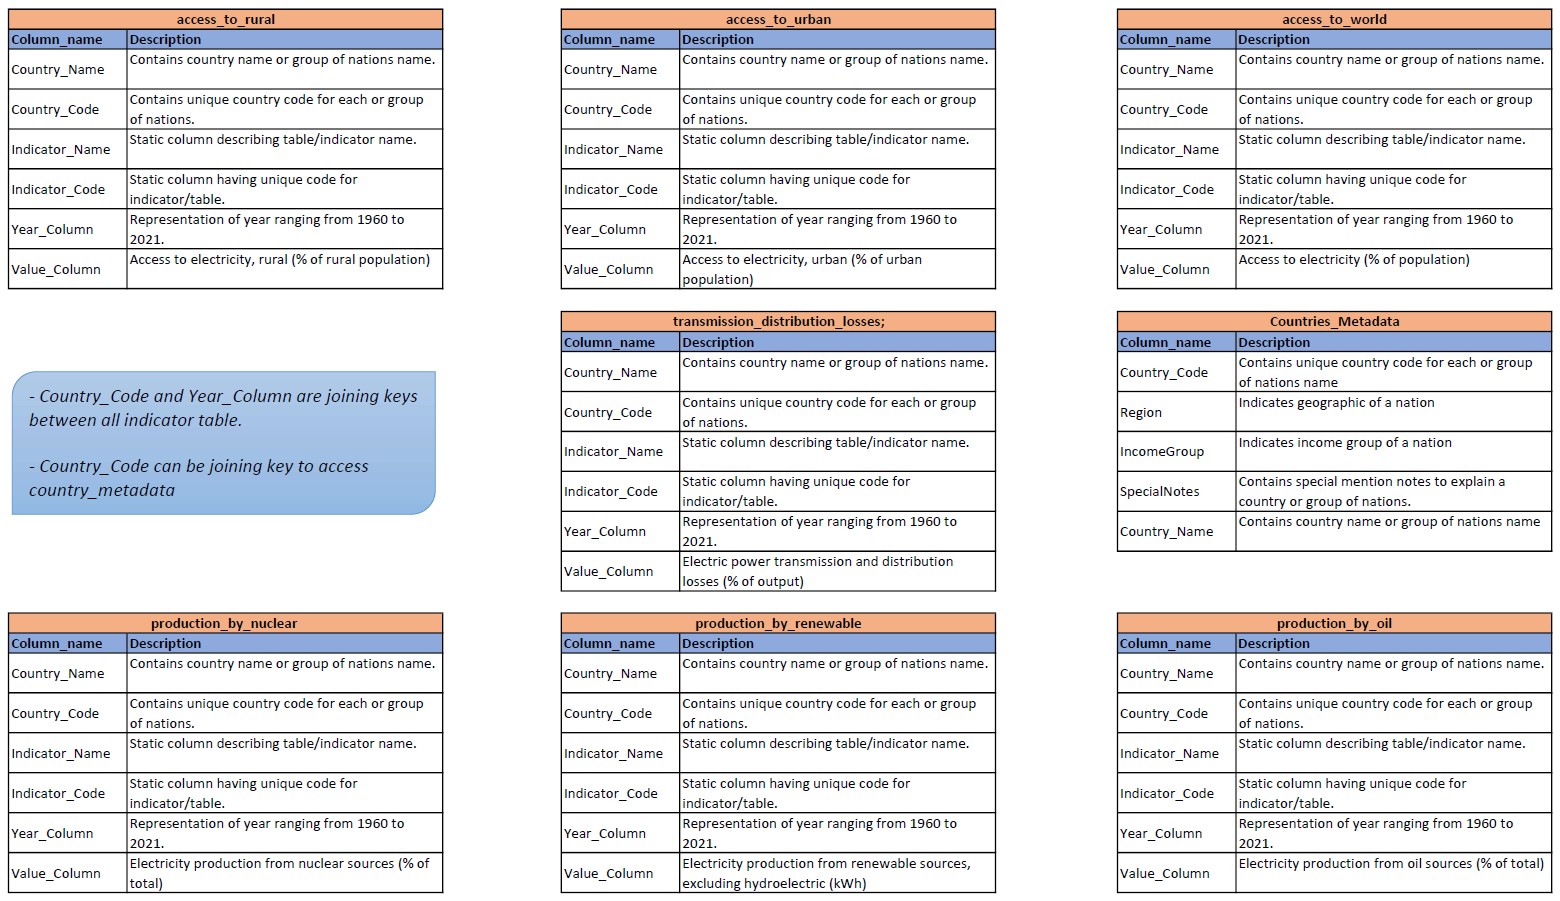 access_to_rural
Column_name Description
Country_Name Contains country name or group of nations name.
Country_Code Contains unique country code for each or group
of nations.
Indicator_Name Static column describing table/indicator name.
Indicator_Code Static column having unique code for
indicator/table.
Year_Column Representation of year ranging from 1960 to
2021.
Value_Column Access to electricity, rural (% of rural population)
access_to_urban
Column_name Description
Country_Name Contains country name or group of nations name.
Country_Code Contains unique country code for each or group
of nations.
Indicator_Name Static column describing table/indicator name.
Indicator_Code Static column having unique code for
indicator/table.
Year_Column Representation of year ranging from 1960 to
2021.
Value_Column Access to electricity, urban (% of urban
population)
access_to_world
Column_name Description
Country_Name Contains country name or group of nations name.
Country_Code Contains unique country code for each or group
of nations.
Indicator_Name Static column describing table/indicator name.
Indicator_Code Static column having unique code for
indicator/table.
Year_Column Representation of year ranging from 1960 to
2021.
Value_Column Access to electricity (% of population)
- Country_Code and Year_Column are joining keys
between all indicator table.
- Country_Code can be joining key to access
country_metadata
transmission_distribution_losses;
Column_name Description
Country_Name Contains country name or group of nations name.
Country_Code Contains unique country code for each or group
of nations.
Indicator_Name Static column describing table/indicator name.
Indicator_Code Static column having unique code for
indicator/table.
Year_Column Representation of year ranging from 1960 to
2021.
Value_Column Electric power transmission and distribution
losses (% of output)
Countries_Metadata
Column_name Description
Country_Code Contains unique country code for each or group
of nations name
Region Indicates geographic of a nation
IncomeGroup Indicates income group of a nation
SpecialNotes Contains special mention notes to explain a
country or group of nations.
Country_Name Contains country name or group of nations name
production_by_nuclear
Column_name Description
Country_Name Contains country name or group of nations name.
Country_Code Contains unique country code for each or group
of nations.
Indicator_Name Static column describing table/indicator name.
Indicator_Code Static column having unique code for
indicator/table.
Year_Column Representation of year ranging from 1960 to
2021.
Value_Column Electricity production from nuclear sources (% of
total)
production_by_renewable
Column_name Description
Country_Name Contains country name or group of nations name.
Country_Code Contains unique country code for each or group
of nations.
Indicator_Name Static column describing table/indicator name.
Indicator_Code Static column having unique code for
indicator/table.
Year_Column Representation of year ranging from 1960 to
2021.
Value_Column Electricity production from renewable sources,
excluding hydroelectric (kWh)
production_by_oil
Column_name Description
Country_Name Contains country name or group of nations name.
Country_Code Contains unique country code for each or group
of nations.
Indicator_Name Static column describing table/indicator name.
Indicator_Code Static column having unique code for
indicator/table.
Year_Column Representation of year ranging from 1960 to
2021.
Value_Column Electricity production from oil sources (% of total)